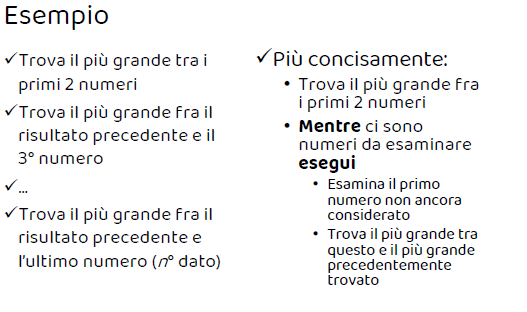 Esempio
✓Trova il più grande tra i
primi 2 numeri
✓Trova il più grande fra il
risultato precedente e il
3° numero
✓...
✓Trova il più grande fra il
risultato precedente e
l'ultimo numero (n° dato)
✓Più concisamente:
• Trova il più grande fra
i primi 2 numeri
• Mentre ci sono
numeri da esaminare
esegui
• Esamina il primo
numero non ancora
considerato
• Trova il più grande tra
questo e il più grande
precedentemente
trovato